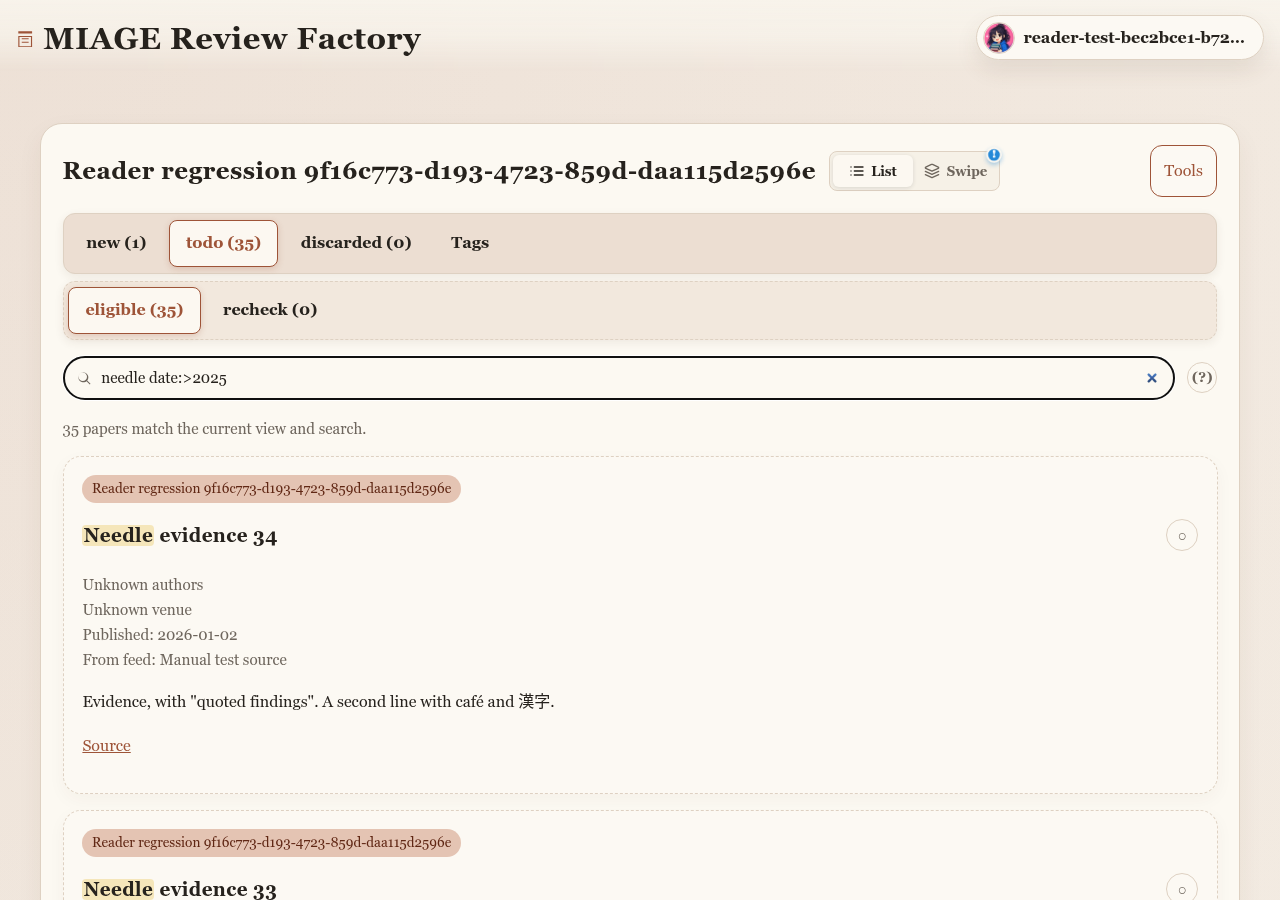 MIAGE Review Factory
reader-test-bec2bce1-b72...
Reader regression 9f16c773-d193-4723-859d-daa115d2596e
List
Swipe
!
Tools
new (1)
todo (35)
discarded (0)
Tags
eligible (35)
recheck (0)
needle date:>2025
×
(?)
35 papers match the current view and search.
Reader regression 9f16c773-d193-4723-859d-daa115d2596e
Needle evidence 34
Unknown authors
Unknown venue
Published: 2026-01-02
From feed: Manual test source
Evidence, with "quoted findings". A second line with café and 漢字.
Source
Reader regression 9f16c773-d193-4723-859d-daa115d2596e
Needle evidence 33